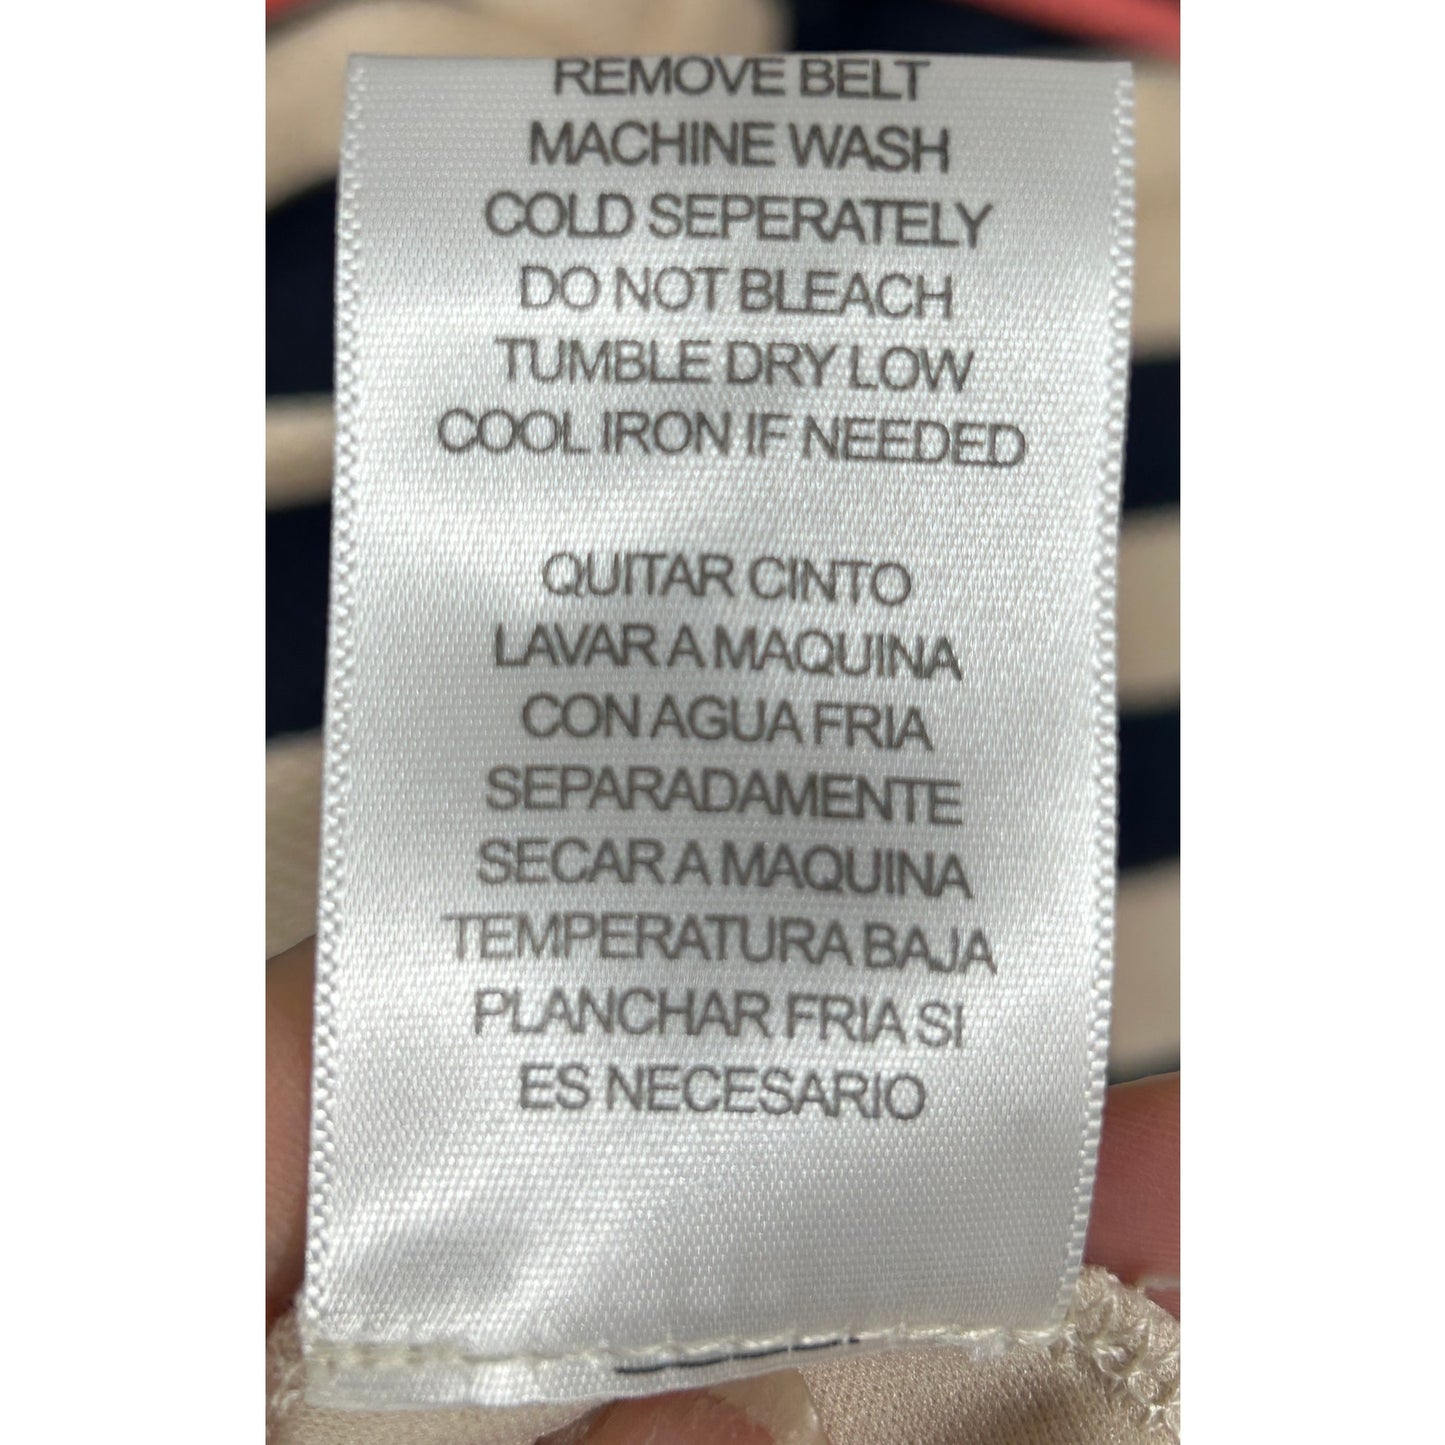 REMOVE BELT
MACHINE WASH
COLD SEPERATELY
DO NOT BLEACH
TUMBLE DRY LOW
COOL IRON IF NEEDED
QUITAR CINTO
LAVAR A MAQUINA
CON AGUA FRIA
SEPARADAMENTE
SECAR A MAQUINA
TEMPERATURA BAJA
PLANCHAR FRIA SI
ES NECESARIO